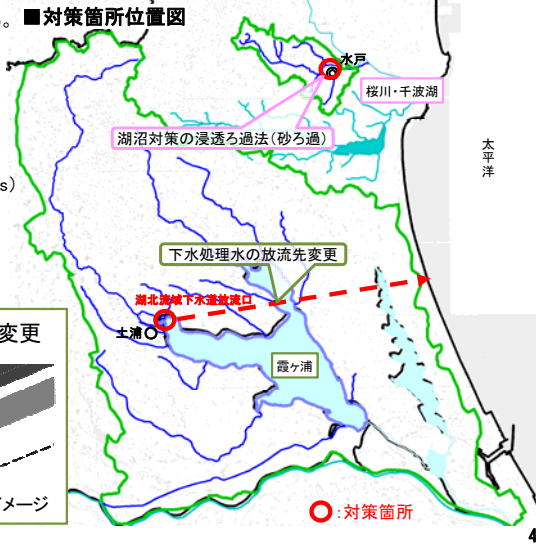 。■対策箇所位置図
水戸
桜川・千波湖
湖沼対策の浸透ろ過法(砂ろ過)
太平洋
s)
下水処理水の放流先変更
湖北流域下水道放流口
変更
土浦
霞ヶ浦
イメージ
:対策箇所
4